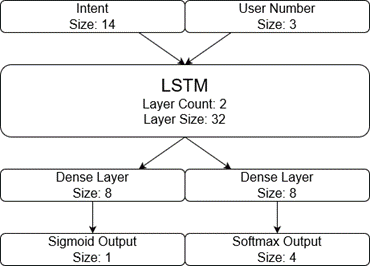 Intent
Size: 14
User Number
Size: 3
LSTM
Layer Count: 2
Layer Size: 32
Dense Layer
Size: 8
Dense Layer
Size: 8
Sigmoid Output
Size: 1
Softmax Output
Size: 4